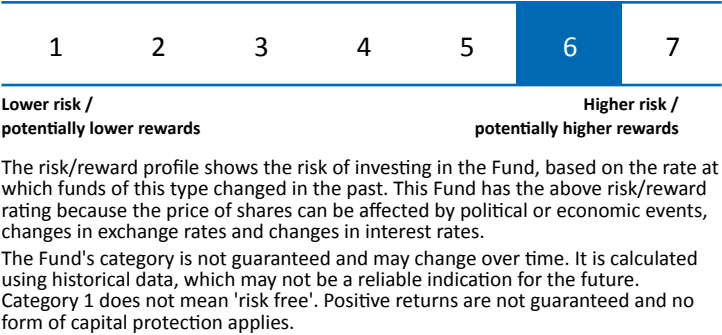 1 2 3 4 5 6 7
Lower risk / Higher risk /
potentially lower rewards potentially higher rewards
The risk/reward profile shows the risk of investing in the Fund, based on the rate at
which funds of this type changed in the past. This Fund has the above risk/reward
rating because the price of shares can be affected by political or economic events,
changes in exchange rates and changes in interest rates.
The Fund's category is not guaranteed and may change over time. It is calculated
using historical data, which may not be a reliable indication for the future.
Category 1 does not mean 'risk free'. Positive returns are not guaranteed and no
form of capital protection applies.